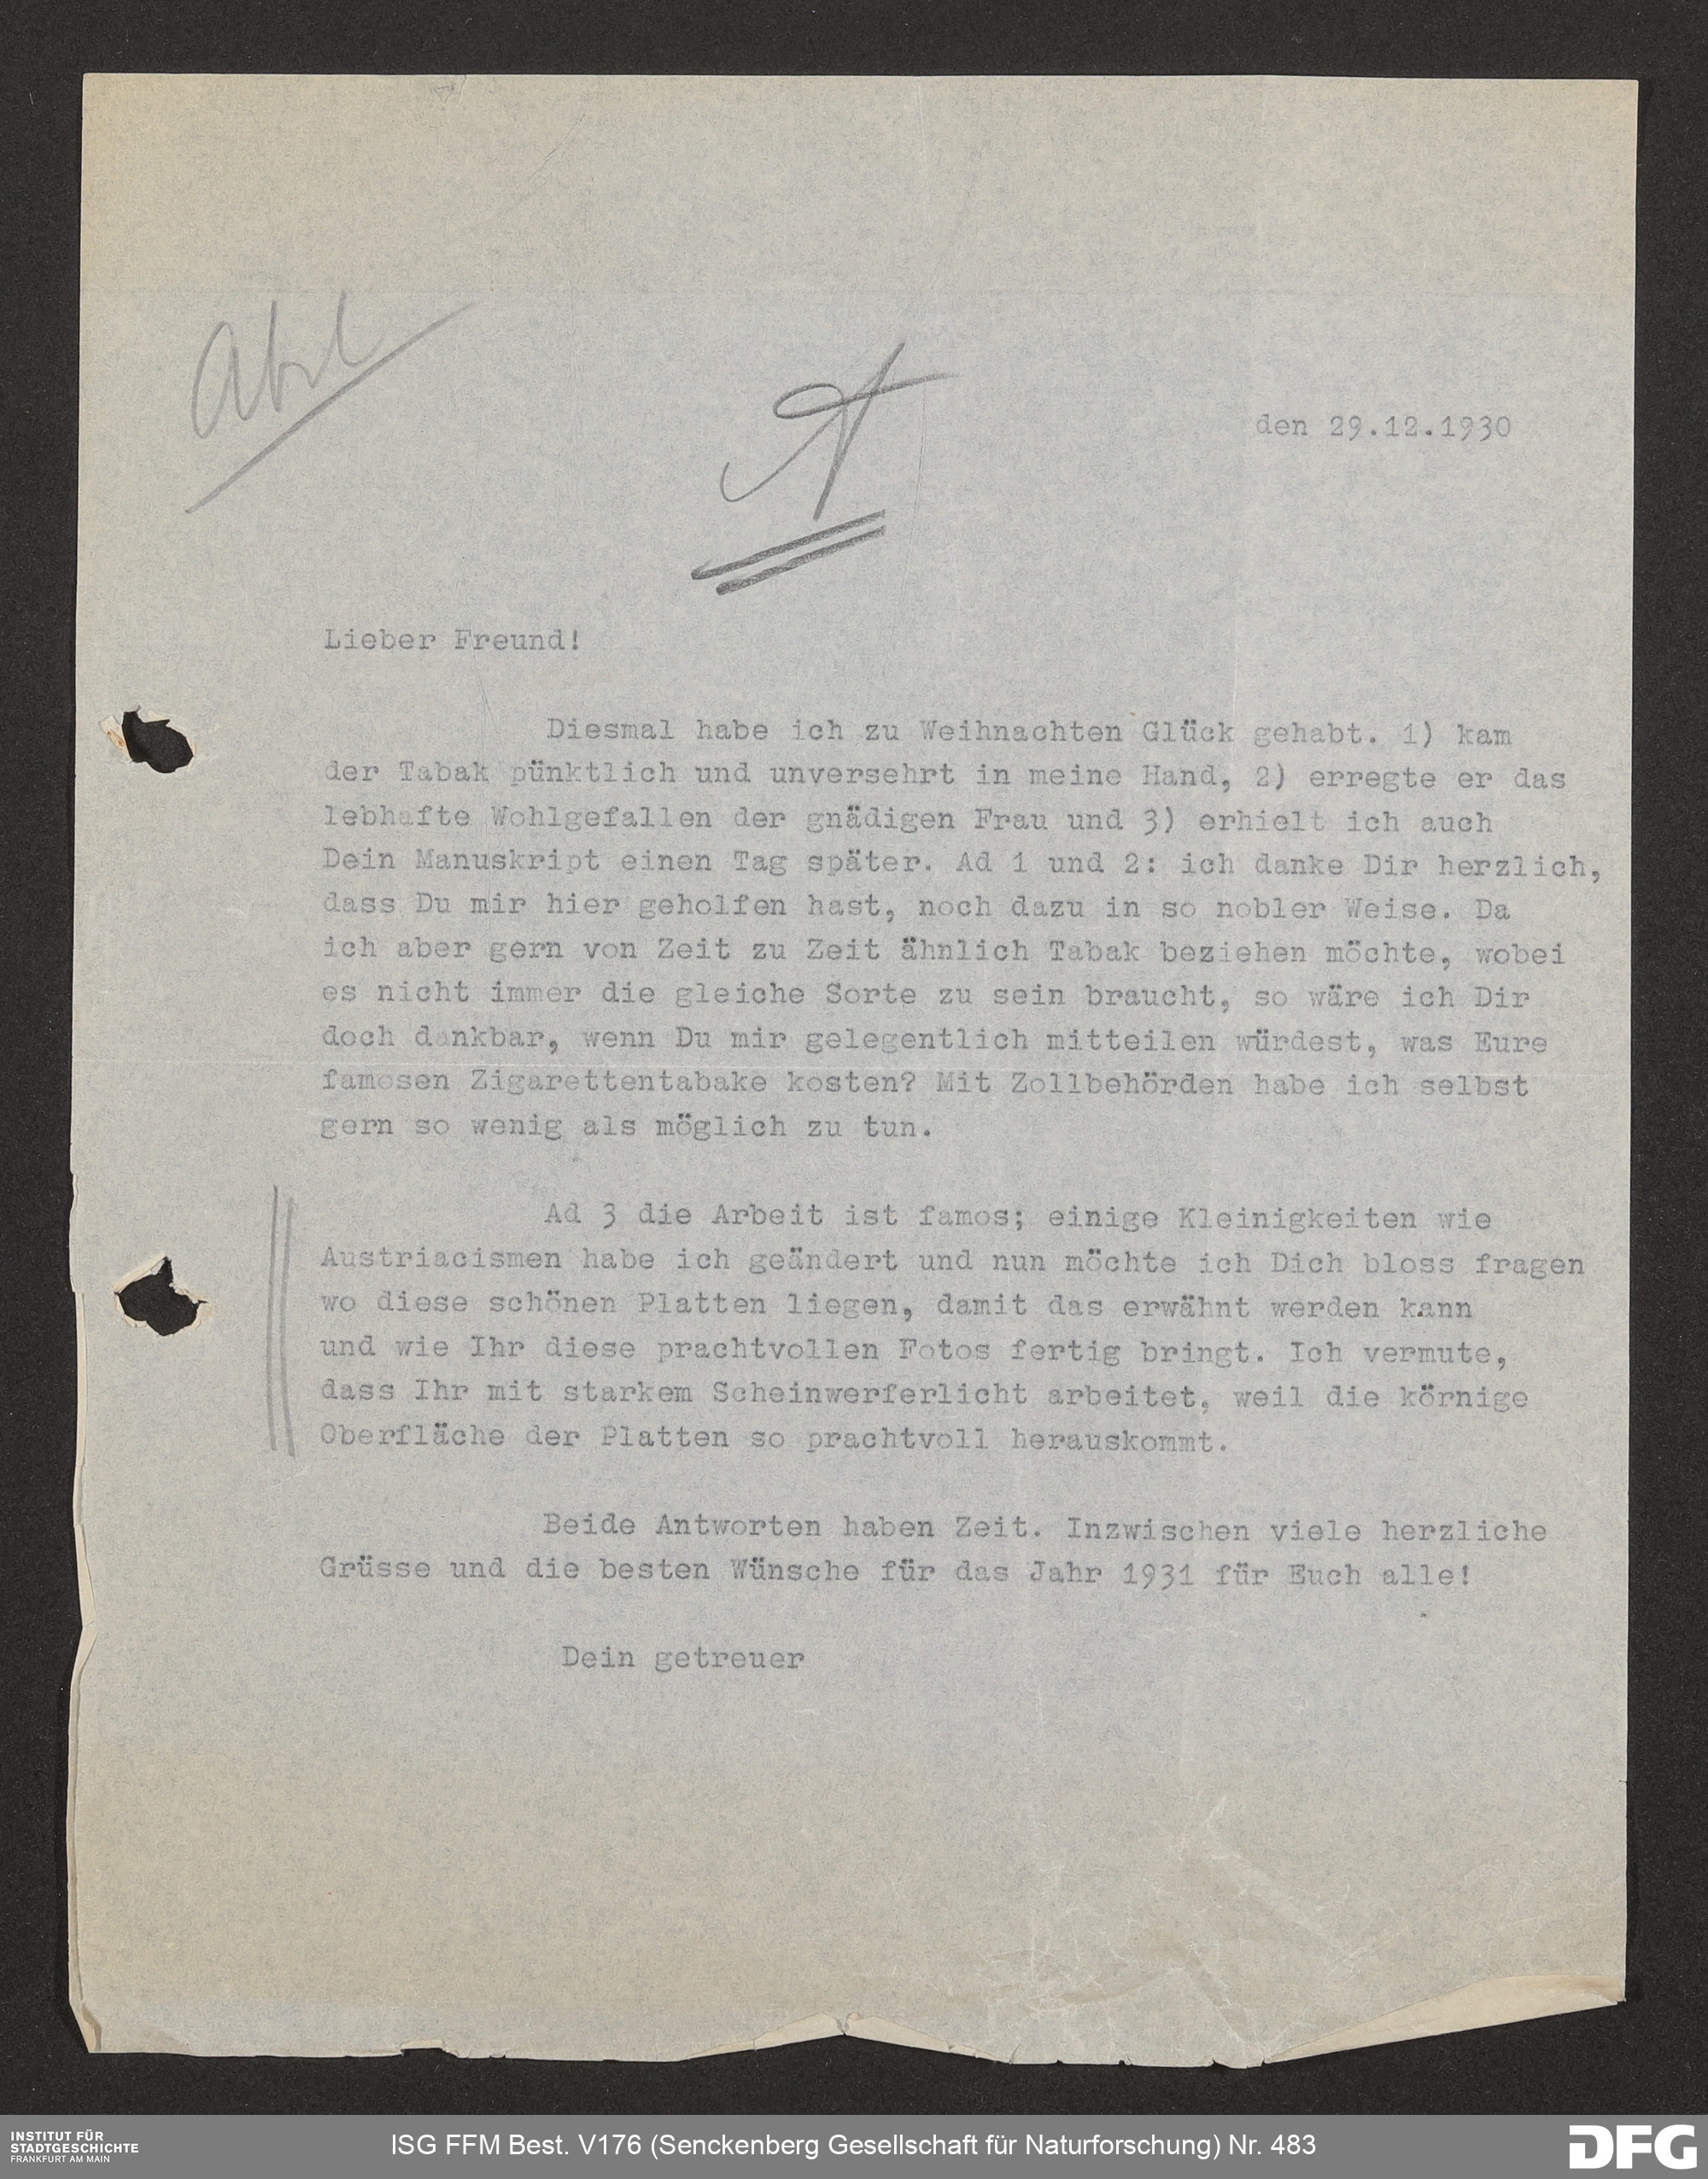 Abel
A
den 29.12.1930
Lieber Freund!
Diesmal habe ich zu Weihnachten Glück gehabt. 1) kam
der Tabak pünktlich und unversehrt in meine Hand, 2) erregte er das
lebhafte Wohlgefallen der gnädigen Frau und 3) erhielt ich auch
Dein Manuskript einen Tag später. Ad 1 und 2: ich danke Dir herzlich,
dass Du mir hier geholfen hast, noch dazu in so nobler Weise. Da
ich aber gern von Zeit zu Zeit ähnlich Tabak beziehen möchte, wobei
es nicht immer die gleiche Sorte zu sein braucht, so wäre ich Dir
doch dankbar, wenn Du mir gelegentlich mitteilen würdest, was Eure
famosen Zigarettentabake kosten? Mit Zollbehörden habe ich selbst
gern so wenig als möglich zu tun.
Ad 3 die Arbeit ist famos; einige Kleinigkeiten wie
Austriacismen habe ich geändert und nun möchte ich Dich bloss fragen
wo diese schönen Platten liegen, damit das erwähnt werden kann
und wie Ihr diese prachtvollen Fotos fertig bringt. Ich vermute,
dass Ihr mit starkem Scheinwerferlicht arbeitet, weil die körnige
Oberfläche der Platten so prachtvoll herauskommt.
Beide Antworten haben Zeit. Inzwischen viele herzliche
Grüsse und die besten Wünsche für das Jahr 1931 für Euch alle!
Dein getreuer
INSTITUT FÜR
STADTGESCHICHTE
FRANKFURT AM MAIN
ISG FFM Best. V176 (Senckenberg Gesellschaft für Naturforschung) Nr. 483
DFG